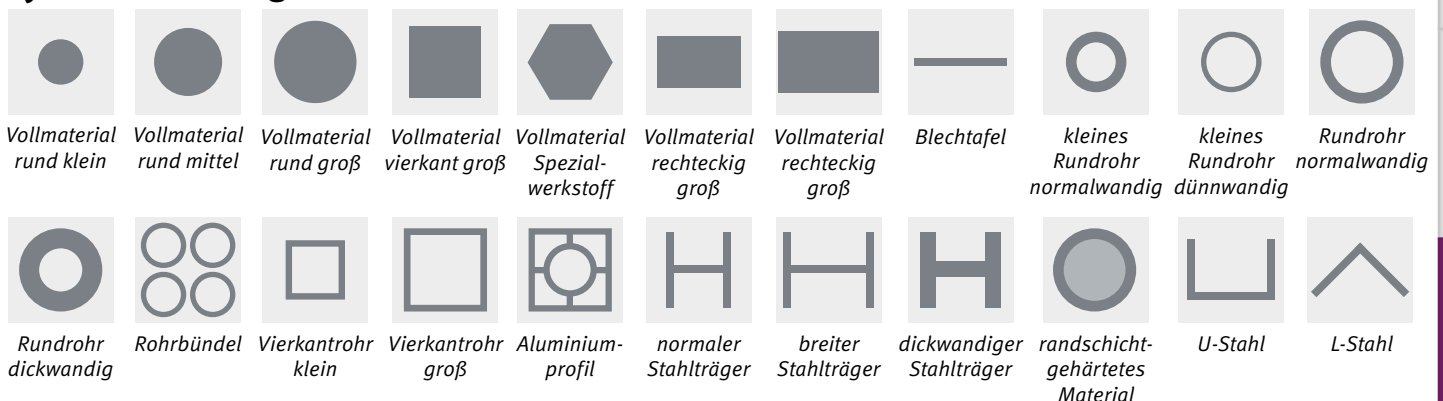 Vollmaterial rund klein
Vollmaterial rund mittel
Vollmaterial rund groß
Vollmaterial vierkant groß
Vollmaterial Spezial-
werkstoff
Vollmaterial rechteckig groß
Vollmaterial rechteckig groß
Blechtafel
kleines Rundrohr normalwandig
kleines Rundrohr dünnwandig
Rundrohr normalwandig
Rundrohr dickwandig
Rohrbündel
Vierkantrohr klein
Vierkantrohr groß
Aluminium-
profil
normaler Stahlträger
breiter Stahlträger
dickwandiger Stahlträger
randschicht-
gehärtetes Material
U-Stahl
L-Stahl